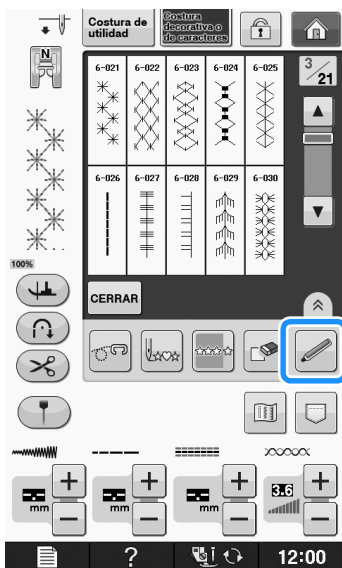 Costura de
utilidad
Costura
decorativa o
de caracteres
N
6-021 6-022 6-023 6-024 6-025
3/21
6-026 6-027 6-028 6-029 6-030
100%
CERRAR
+ + + +
3.6
mm mm mm
− − − −
? 12:00